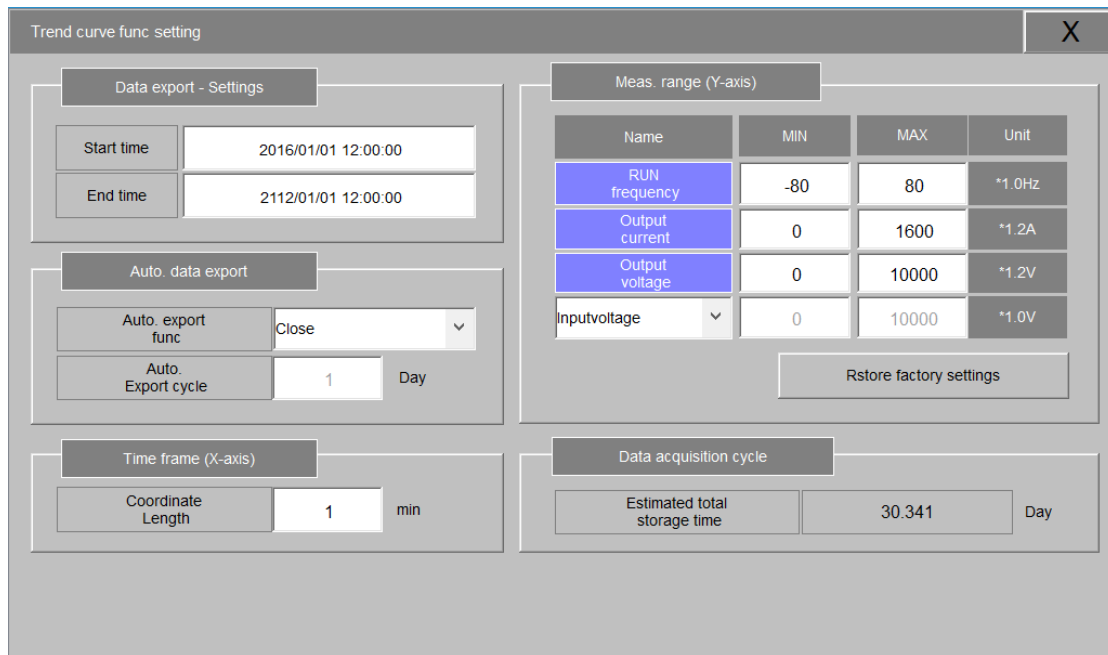 Trend curve func setting
X
Data export - Settings
Start time
2016/01/01 12:00:00
End time
2112/01/01 12:00:00
Auto. data export
Auto. export
func
Close
Auto.
Export cycle
1
Day
Time frame (X-axis)
Coordinate
Length
1
min
Meas. range (Y-axis)
Name
MIN
MAX
Unit
RUN
frequency
-80
80
*1.0Hz
Output
current
0
1600
*1.2A
Output
voltage
0
10000
*1.2V
Inputvoltage
0
10000
*1.0V
Rstore factory settings
Data acquisition cycle
Estimated total
storage time
30.341
Day